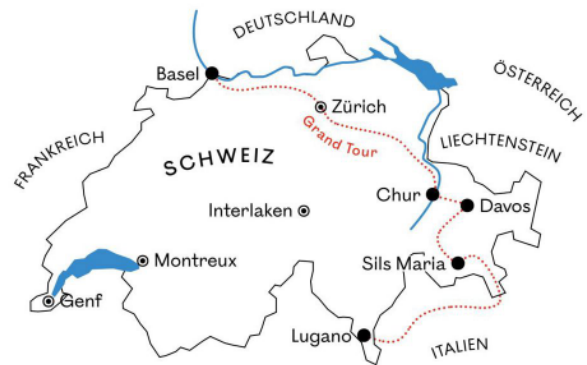 DEUTSCHLAND
ÖSTERREICH
Basel
Zürich
Grand Tour
LIECHTENSTEIN
FRANKREICH
SCHWEIZ
Chur
Davos
Interlaken
Montreux
Sils Maria
Genf
Lugano
ITALIEN